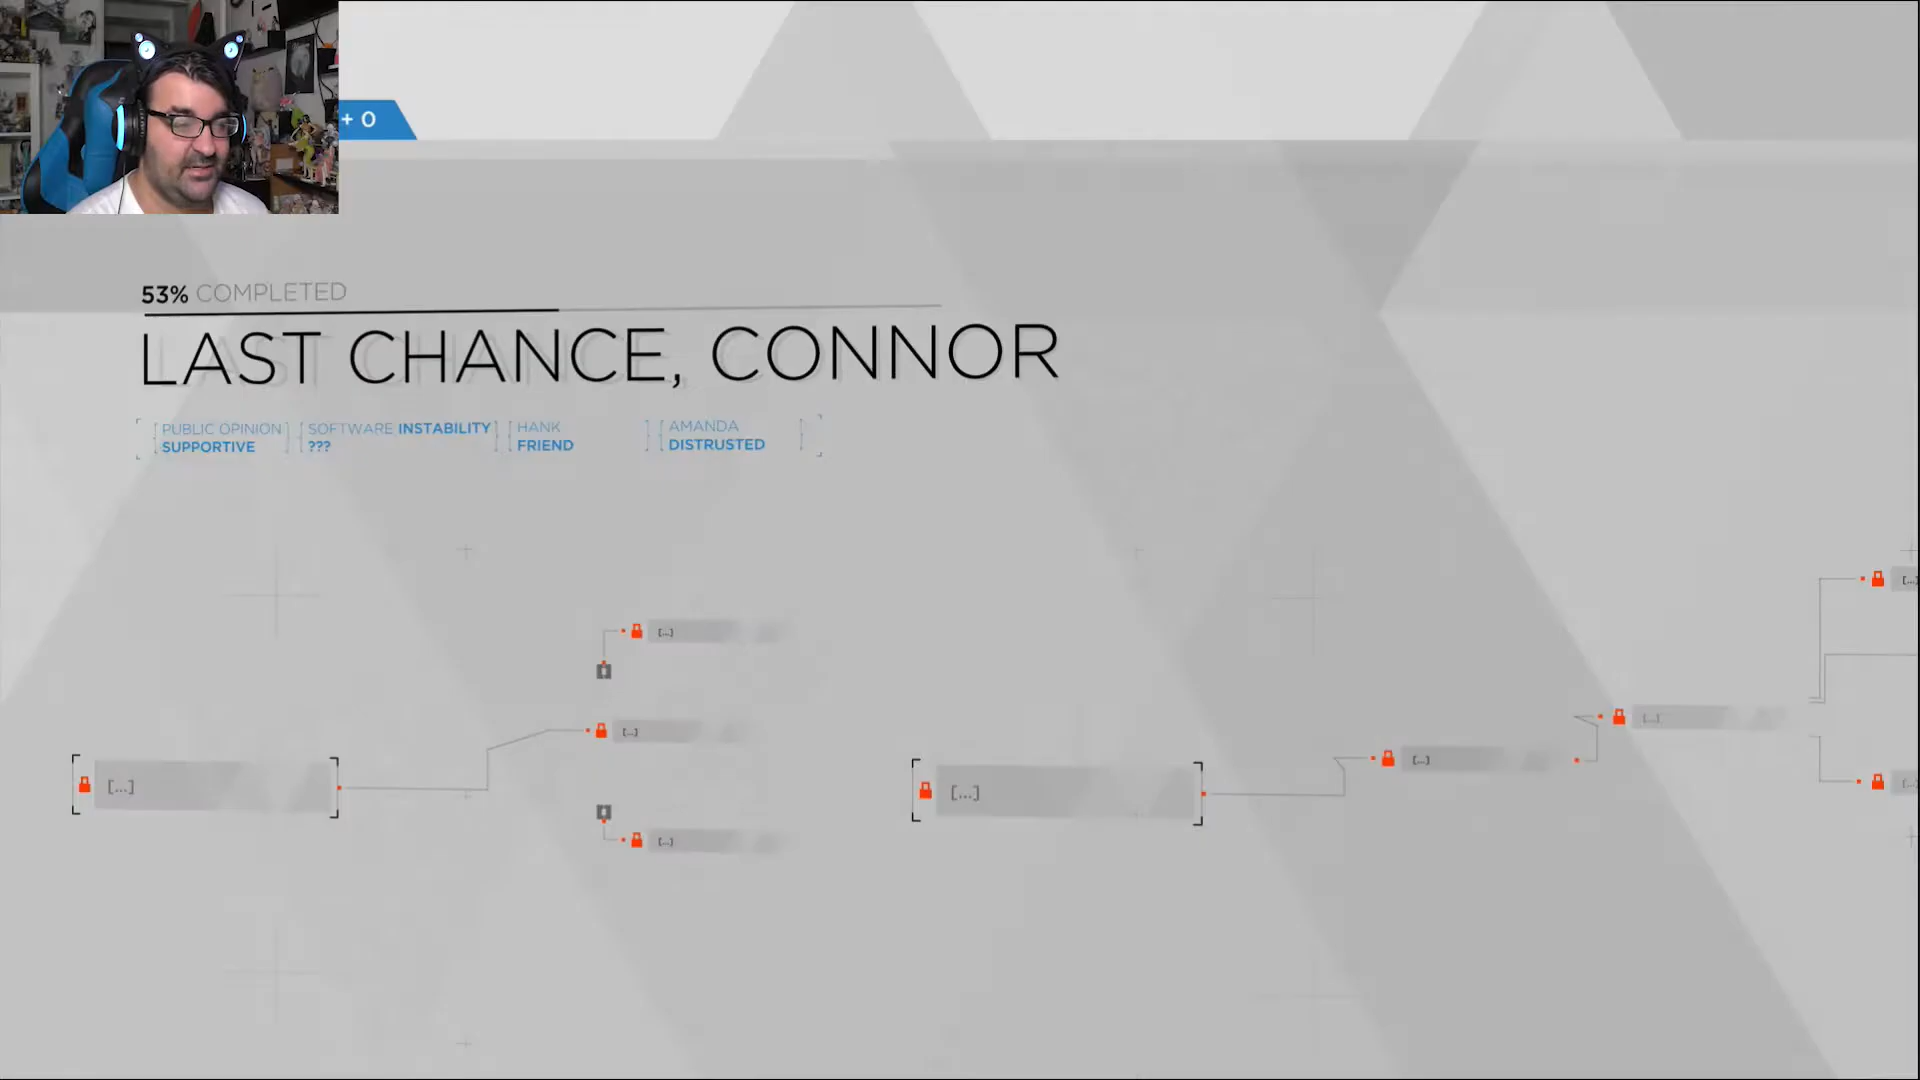 + 0
53% COMPLETED
LAST CHANCE, CONNOR
PUBLIC OPINION
SUPPORTIVE
SOFTWARE INSTABILITY
???
HANK
FRIEND
AMANDA
DISTRUSTED
[...]
[...]
[...]
[...]
[...]
[...]
[...]
[...]
[...]